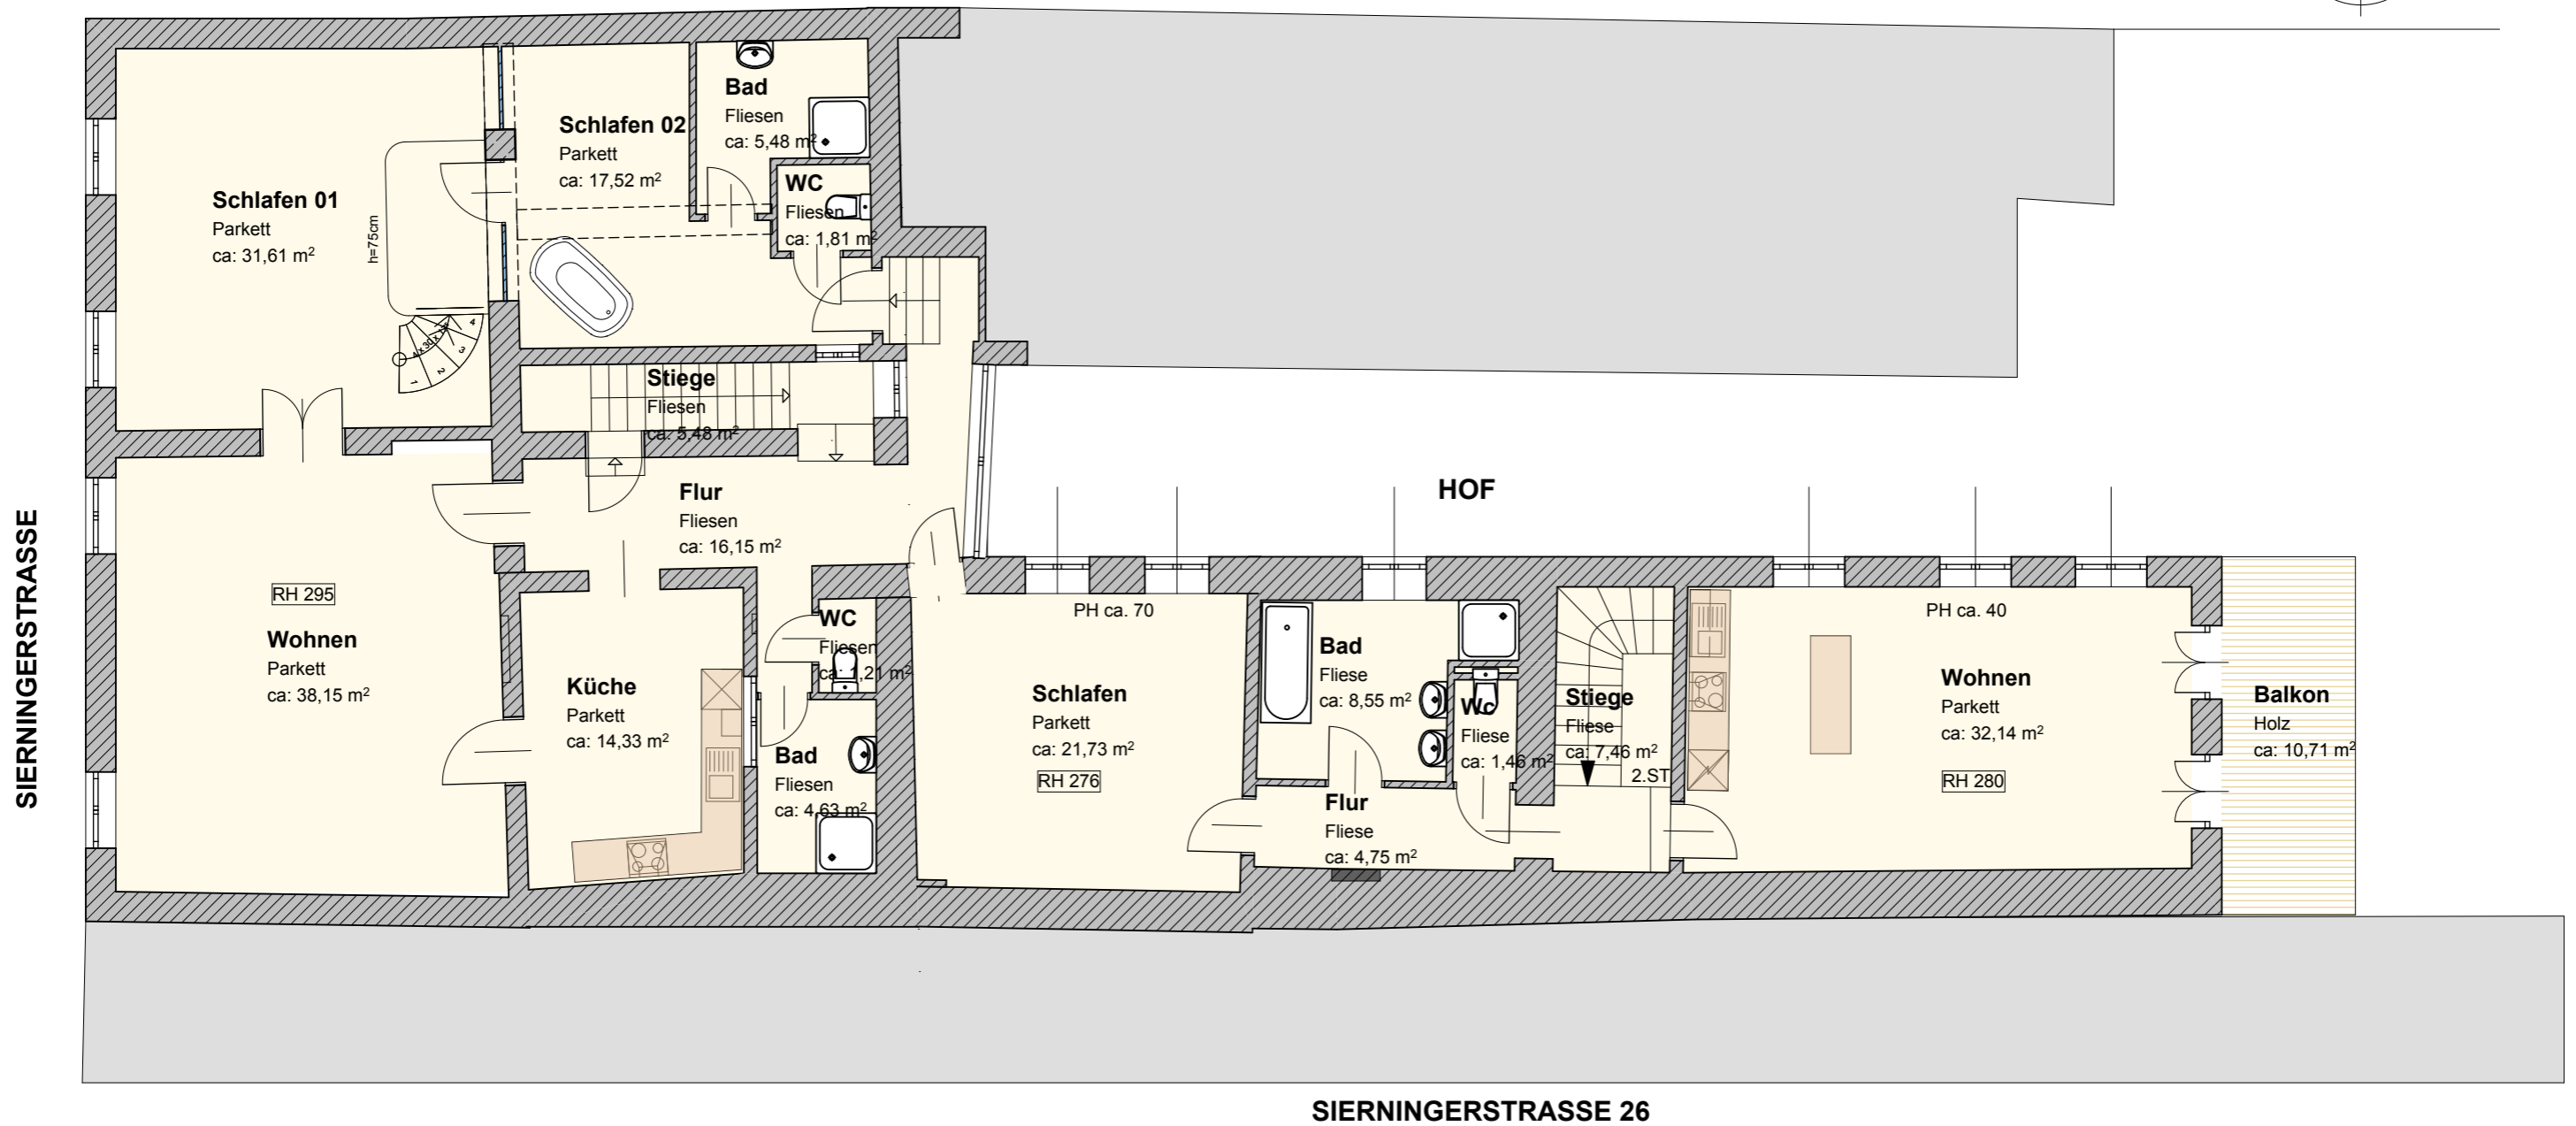 Schlafen 01
Parkett
ca: 31,61 m²
h=75cm
4x30x
1
2
3
4
Schlafen 02
Parkett
ca: 17,52 m²
Bad
Fliesen
ca: 5,48 m²
WC
Fliesen
ca: 1,81 m²
Stiege
Fliesen
ca: 5,48 m²
Flur
Fliesen
ca: 16,15 m²
HOF
SIERNINGERSTRASSE
RH 295
Wohnen
Parkett
ca: 38,15 m²
Küche
Parkett
ca: 14,33 m²
WC
Fliesen
ca: 1,21 m²
Bad
Fliesen
ca: 4,63 m²
PH ca. 70
Schlafen
Parkett
ca: 21,73 m²
RH 276
Bad
Fliese
ca: 8,55 m²
Wc
Fliese
ca: 1,46 m²
Flur
Fliese
ca: 4,75 m²
Stiege
Fliese
ca: 7,46 m²
2.ST
PH ca. 40
Wohnen
Parkett
ca: 32,14 m²
RH 280
Balkon
Holz
ca: 10,71 m²
SIERNINGERSTRASSE 26